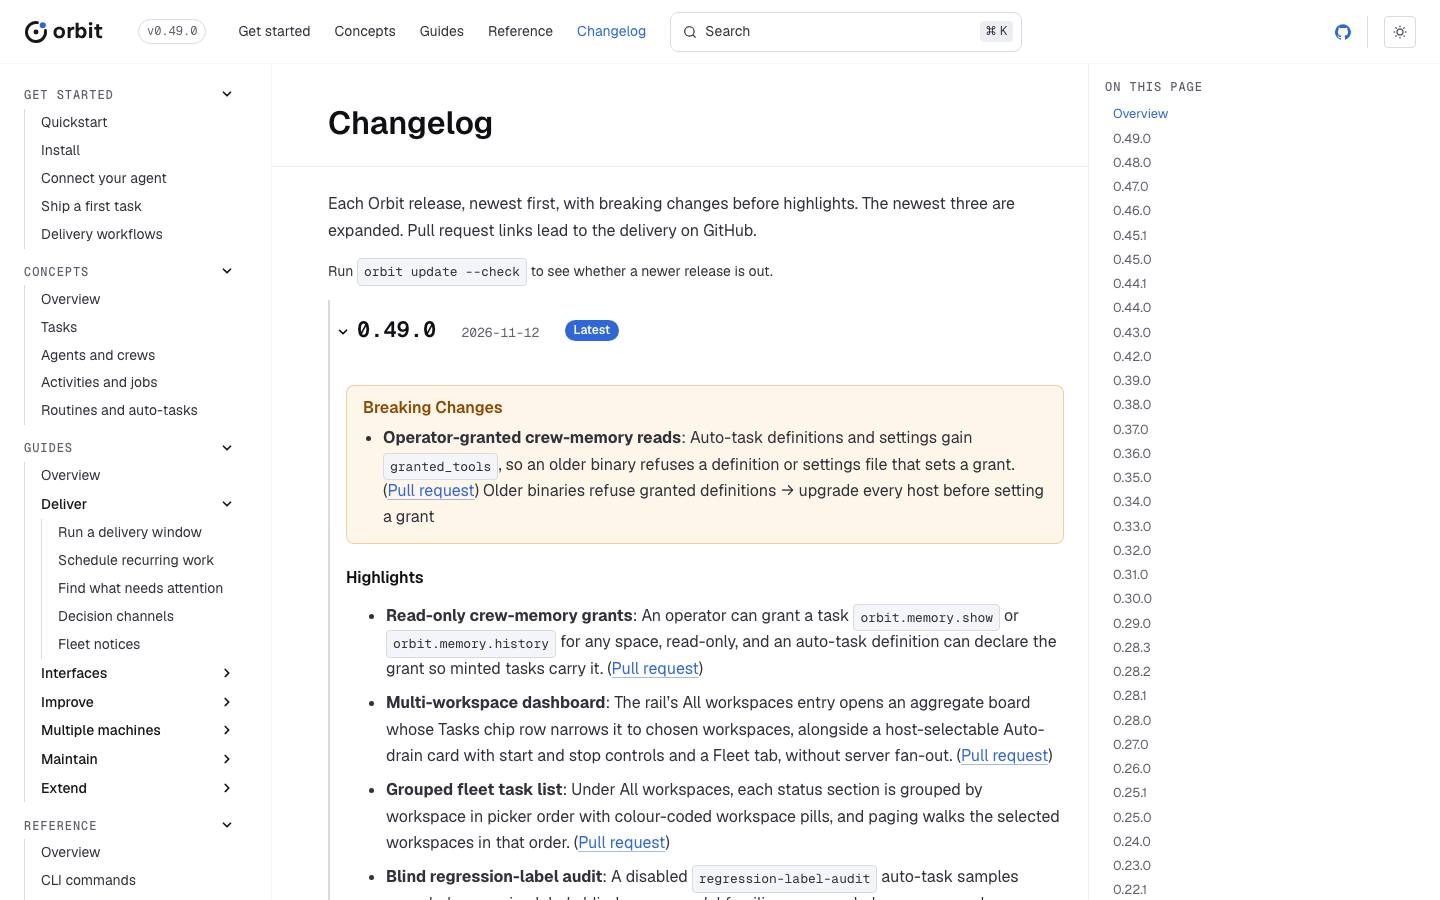 orbit
v0.49.0
Get started
Concepts
Guides
Reference
Changelog
Search
⌘ K
GET STARTED
Quickstart
Install
Connect your agent
Ship a first task
Delivery workflows
CONCEPTS
Overview
Tasks
Agents and crews
Activities and jobs
Routines and auto-tasks
GUIDES
Overview
Deliver
Run a delivery window
Schedule recurring work
Find what needs attention
Decision channels
Fleet notices
Interfaces
Improve
Multiple machines
Maintain
Extend
REFERENCE
Overview
CLI commands
Changelog
Each Orbit release, newest first, with breaking changes before highlights. The newest three are
expanded. Pull request links lead to the delivery on GitHub.
Run orbit update --check to see whether a newer release is out.
0.49.0 2026-11-12 Latest
Breaking Changes
• Operator-granted crew-memory reads: Auto-task definitions and settings gain
granted_tools, so an older binary refuses a definition or settings file that sets a grant.
(Pull request) Older binaries refuse granted definitions → upgrade every host before setting
a grant
Highlights
• Read-only crew-memory grants: An operator can grant a task orbit.memory.show or
orbit.memory.history for any space, read-only, and an auto-task definition can declare the
grant so minted tasks carry it. (Pull request)
• Multi-workspace dashboard: The rail's All workspaces entry opens an aggregate board
whose Tasks chip row narrows it to chosen workspaces, alongside a host-selectable Auto-
drain card with start and stop controls and a Fleet tab, without server fan-out. (Pull request)
• Grouped fleet task list: Under All workspaces, each status section is grouped by
workspace in picker order with colour-coded workspace pills, and paging walks the selected
workspaces in that order. (Pull request)
• Blind regression-label audit: A disabled regression-label-audit auto-task samples
ON THIS PAGE
Overview
0.49.0
0.48.0
0.47.0
0.46.0
0.45.1
0.45.0
0.44.1
0.44.0
0.43.0
0.42.0
0.39.0
0.38.0
0.37.0
0.36.0
0.35.0
0.34.0
0.33.0
0.32.0
0.31.0
0.30.0
0.29.0
0.28.3
0.28.2
0.28.1
0.28.0
0.27.0
0.26.0
0.25.1
0.25.0
0.24.0
0.23.0
0.22.1